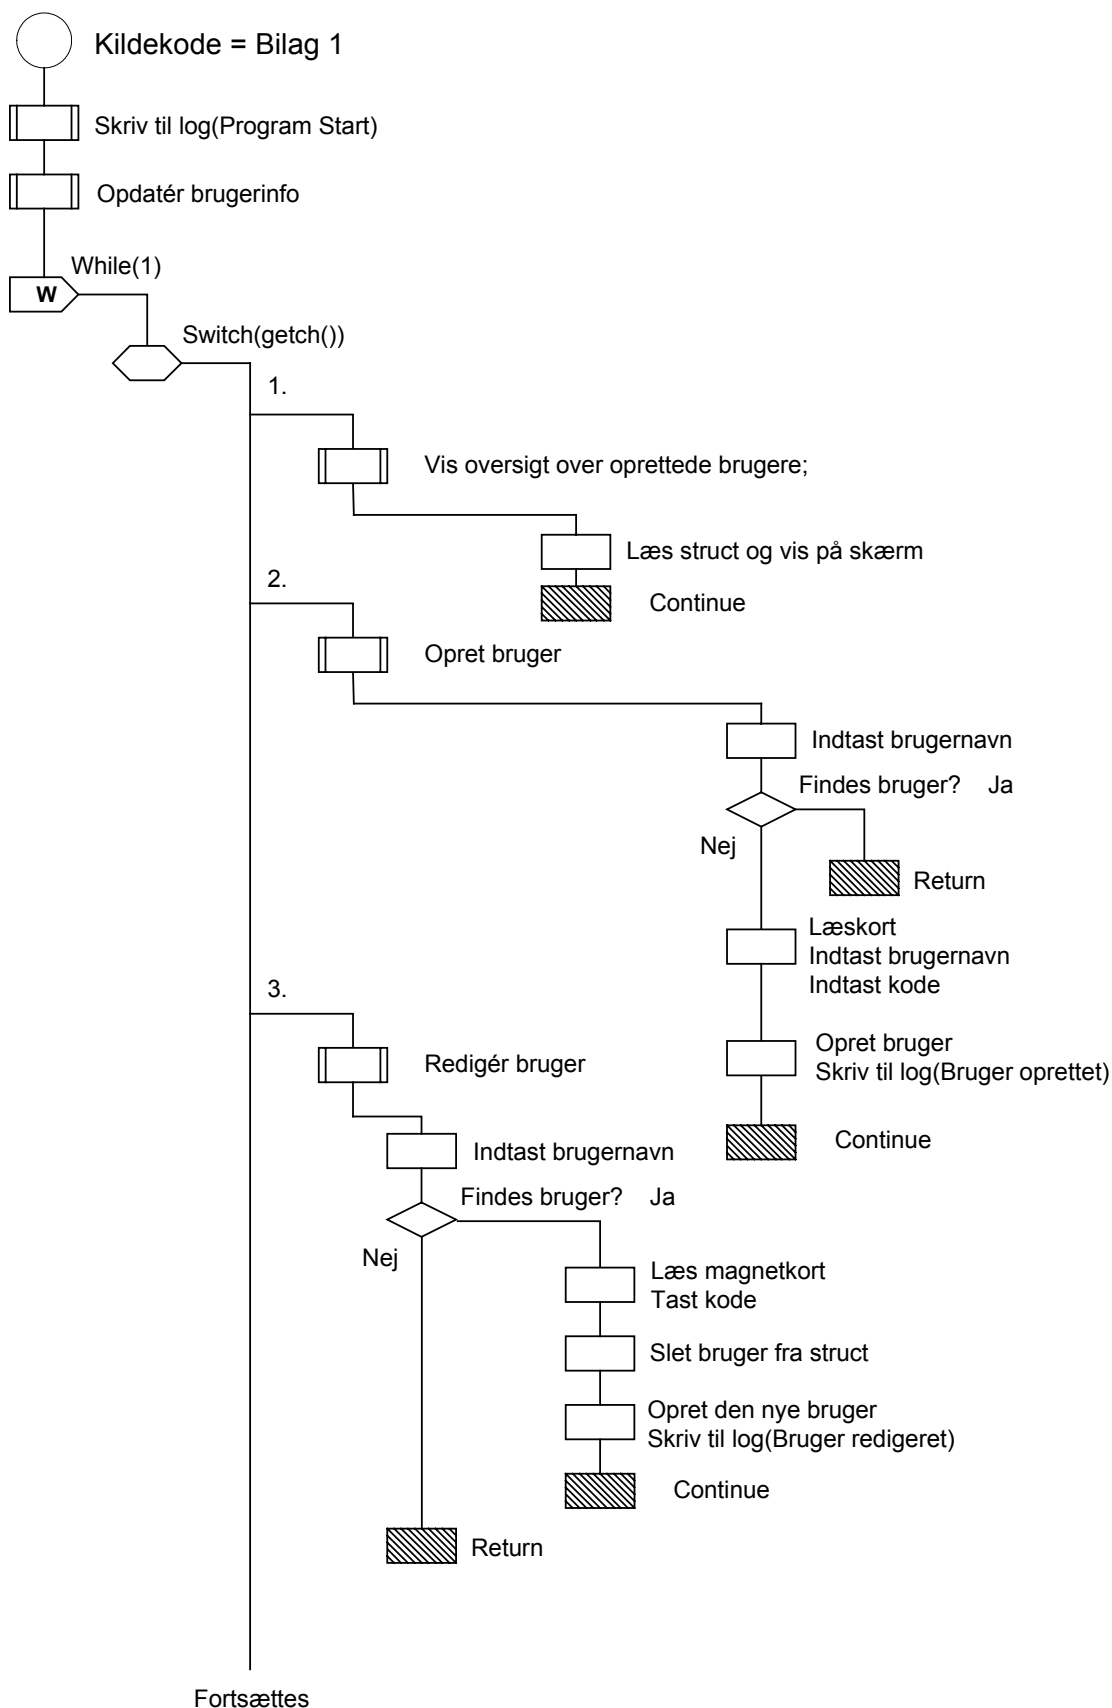 Kildekode = Bilag 1
Skriv til log(Program Start)
Opdatér brugerinfo
While(1)
W
Switch(getch())
1.
Vis oversigt over oprettede brugere;
Læs struct og vis på skærm
Continue
2.
Opret bruger
Indtast brugernavn
Findes bruger? Ja
Nej
Return
Læskort
Indtast brugernavn
Indtast kode
Opret bruger
Skriv til log(Bruger oprettet)
Continue
3.
Redigér bruger
Indtast brugernavn
Findes bruger? Ja
Nej
Læs magnetkort
Tast kode
Slet bruger fra struct
Opret den nye bruger
Skriv til log(Bruger redigeret)
Continue
Return
Fortsættes